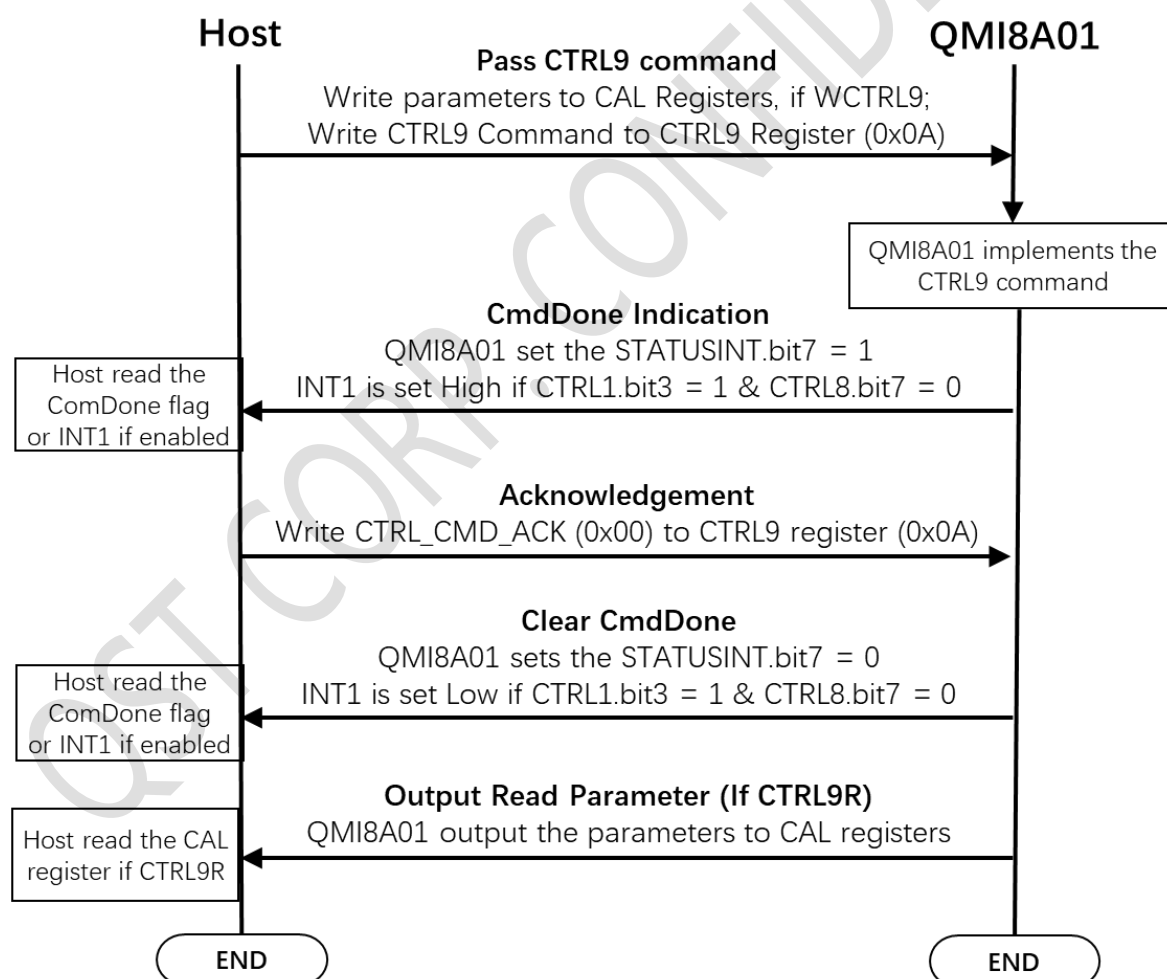 Host
QMI8A01
Pass CTRL9 command
Write parameters to CAL Registers, if WCTRL9;
Write CTRL9 Command to CTRL9 Register (0x0A)
QMI8A01 implements the
CTRL9 command
CmdDone Indication
QMI8A01 set the STATUSINT.bit7 = 1
INT1 is set High if CTRL1.bit3 = 1 & CTRL8.bit7 = 0
Host read the
ComDone flag
or INT1 if enabled
Acknowledgement
Write CTRL_CMD_ACK (0x00) to CTRL9 register (0x0A)
Clear CmdDone
QMI8A01 sets the STATUSINT.bit7 = 0
INT1 is set Low if CTRL1.bit3 = 1 & CTRL8.bit7 = 0
Host read the
ComDone flag
or INT1 if enabled
Output Read Parameter (If CTRL9R)
QMI8A01 output the parameters to CAL registers
Host read the CAL
register if CTRL9R
END
END
QST CORP. CONFIDE